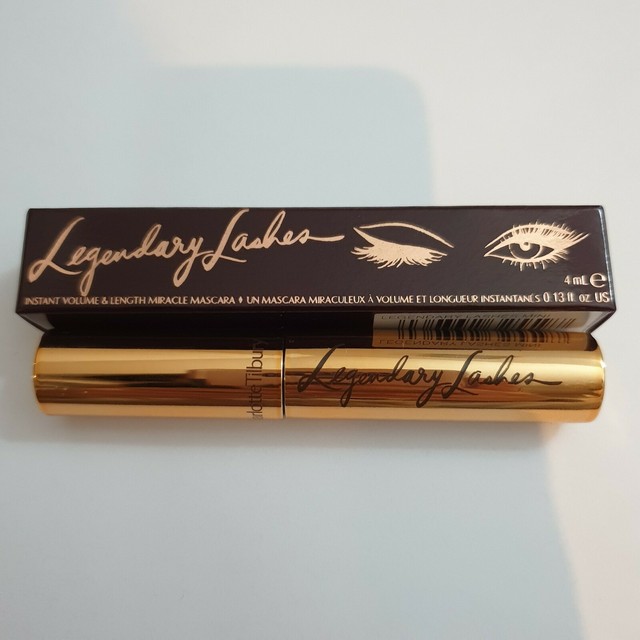 Legendary Lashes
4 mL e
INSTANT VOLUME & LENGTH MIRACLE MASCARA ♦ UN MASCARA MIRACULEUX À VOLUME ET LONGUEUR INSTANTANÉS 0.13 fl. oz. US
Legendary Lashes